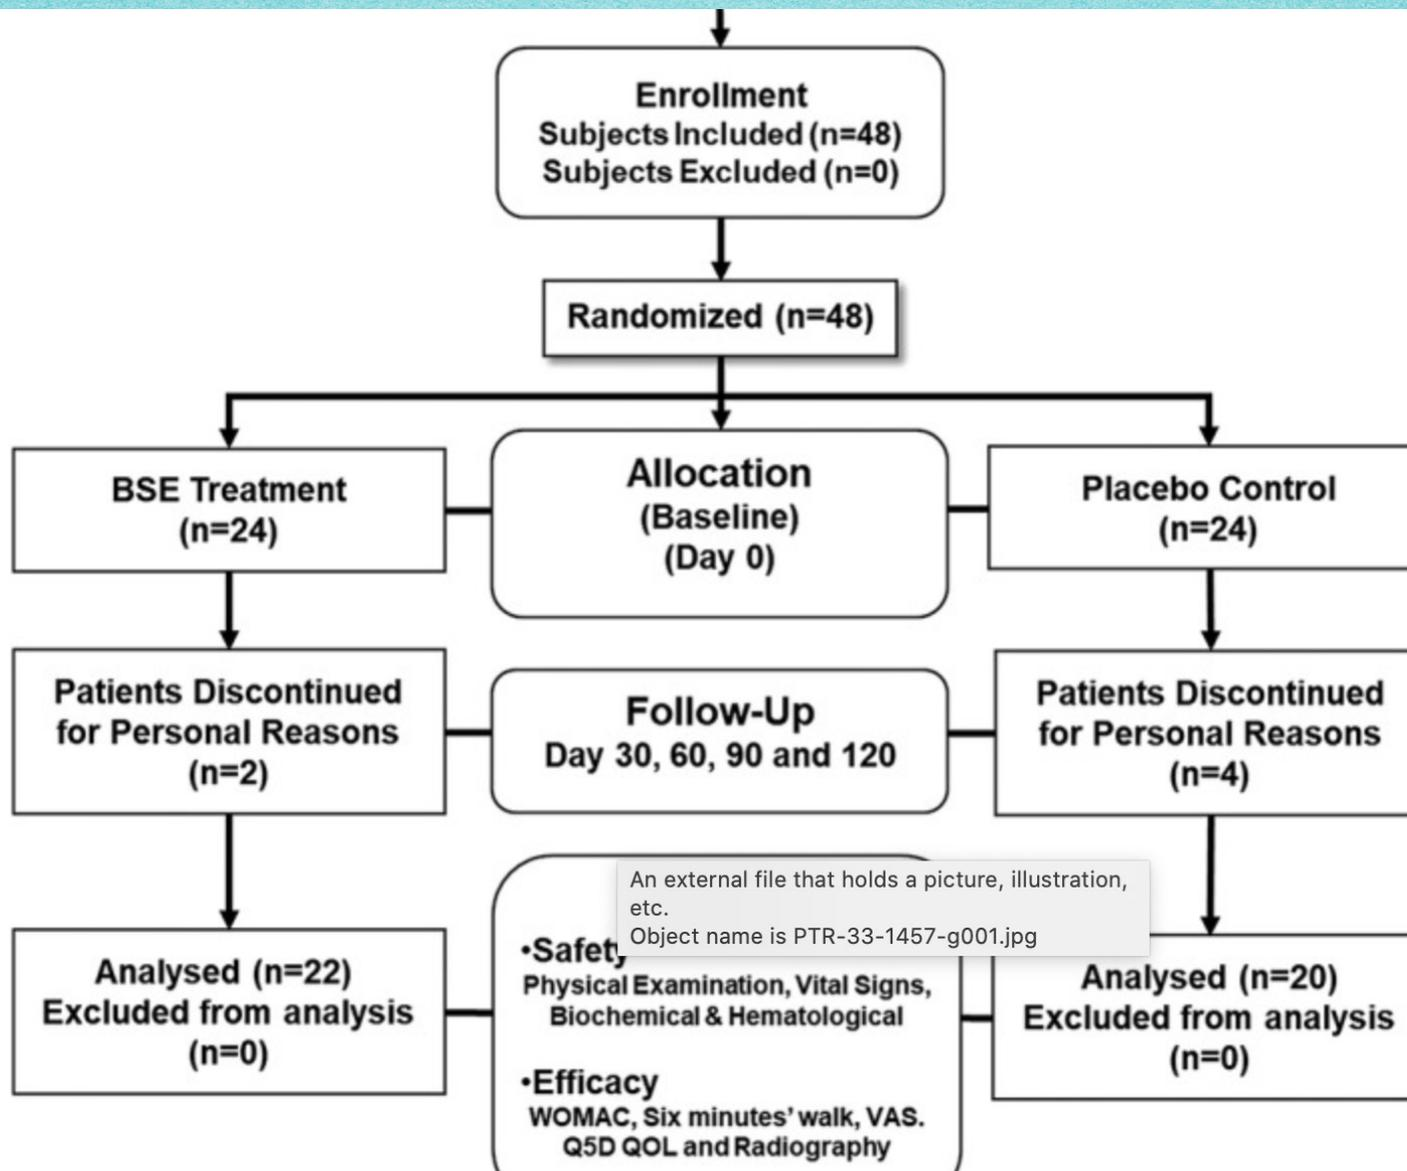 Enrollment
Subjects Included (n=48)
Subjects Excluded (n=0)
Randomized (n=48)
BSE Treatment
(n=24)
Allocation
(Baseline)
(Day 0)
Placebo Control
(n=24)
Patients Discontinued
for Personal Reasons
(n=2)
Follow-Up
Day 30, 60, 90 and 120
Patients Discontinued
for Personal Reasons
(n=4)
An external file that holds a picture, illustration,
etc.
Object name is PTR-33-1457-g001.jpg
Analysed (n=22)
Excluded from analysis
(n=0)
•Safety
Physical Examination, Vital Signs,
Biochemical & Hematological
•Efficacy
WOMAC, Six minutes’ walk, VAS.
Q5D QOL and Radiography
Analysed (n=20)
Excluded from analysis
(n=0)